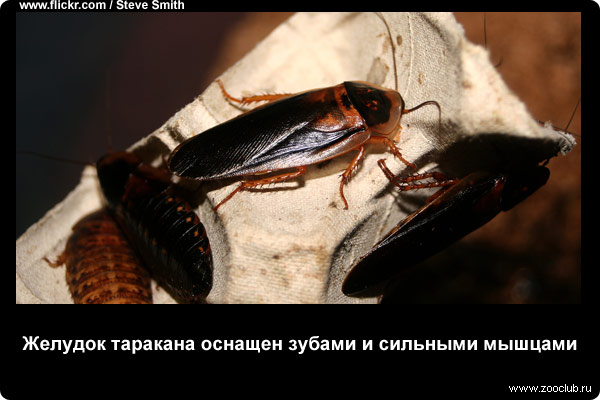 www.flickr.com / Steve Smith
Желудок таракана оснащен зубами и сильными мышцами
www.zooclub.ru